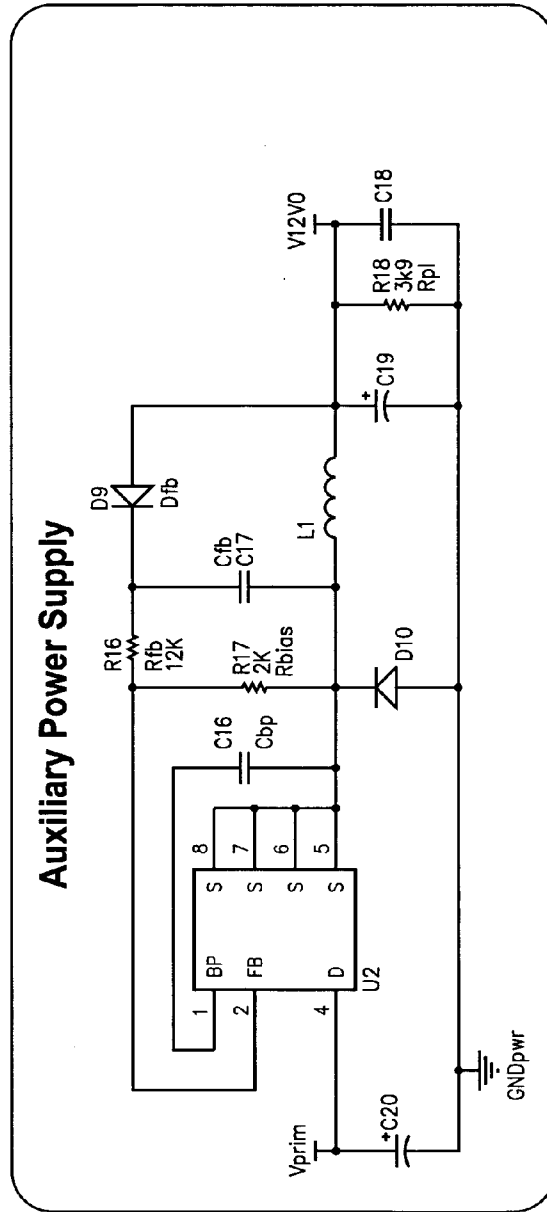 Auxiliary Power Supply
D9
Dfb
R16
Rfb
12K
Cfb
C17
R17
2K
Rbias
C16
Cbp
L1
V12V0
C18
R18
3k9
Rpl
+
C19
D10
8
7
6
5
S
S
S
S
BP
FB
D
U2
1
2
4
Vprim
+
C20
GNDpwr